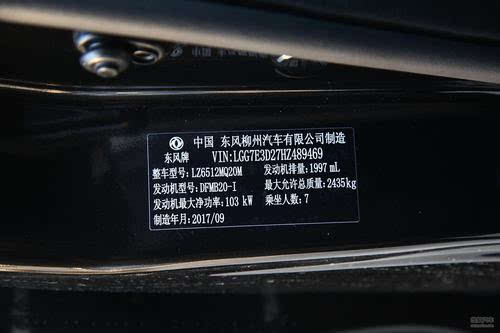 中国 东风柳州汽车有限公司制造
东风牌 VIN:LGG7E3D27HZ489469
整车型号:LZ6512MQ20M 发动机排量:1997 mL
发动机型号:DFMB20-I 最大允许总质量:2435kg
发动机最大净功率:103 kW 乘坐人数:7
制造年月:2017/09